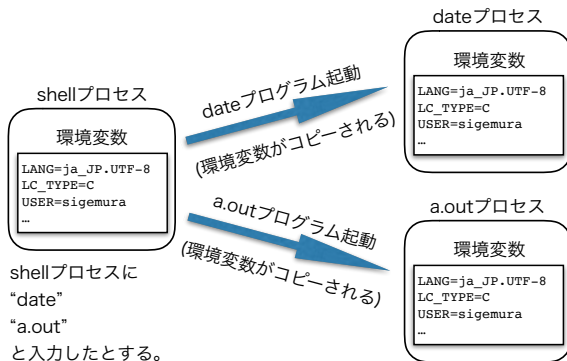 shellプロセス
環境変数
LANG=ja_JP.UTF-8
LC_TYPE=C
USER=sigemura
…
shellプロセスに
“date”
“a.out”
と入力したとする。
dateプログラム起動
(環境変数がコピーされる)
a.outプログラム起動
(環境変数がコピーされる)
dateプロセス
環境変数
LANG=ja_JP.UTF-8
LC_TYPE=C
USER=sigemura
…
a.outプロセス
環境変数
LANG=ja_JP.UTF-8
LC_TYPE=C
USER=sigemura
…